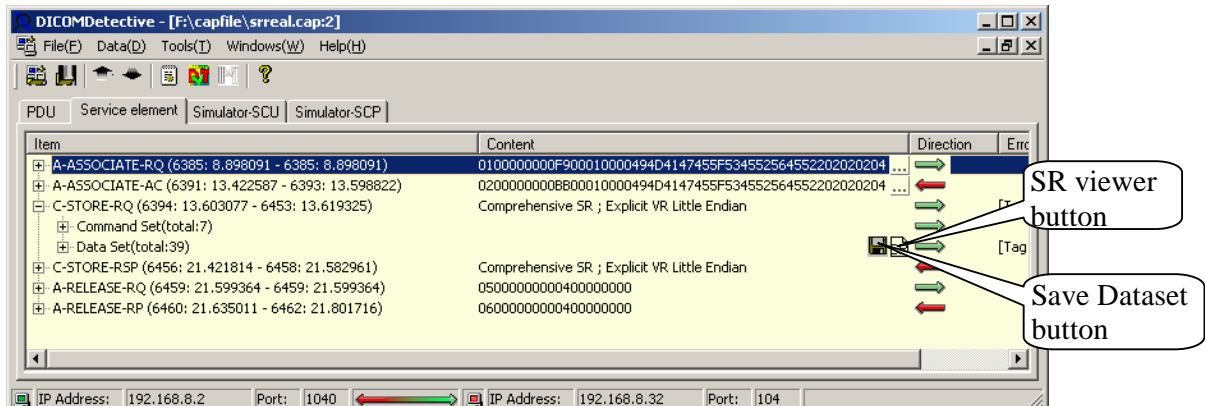 DICOMDetective - [F:\capfile\srreal.cap:2]
File(F) Data(D) Tools(T) Windows(W) Help(H)
PDU Service element Simulator-SCU Simulator-SCP
Item Content Direction Erro
A-ASSOCIATE-RQ (6385: 8.898091 - 6385: 8.898091) 0100000000F900010000494D4147455F534552564552202020204 ...
A-ASSOCIATE-AC (6391: 13.422587 - 6393: 13.598822) 0200000000BB00010000494D4147455F534552564552202020204 ...
C-STORE-RQ (6394: 13.603077 - 6453: 13.619325) Comprehensive SR ; Explicit VR Little Endian
Command Set(total:7)
Data Set(total:39) [Tag
C-STORE-RSP (6456: 21.421814 - 6458: 21.582961) Comprehensive SR ; Explicit VR Little Endian
A-RELEASE-RQ (6459: 21.599364 - 6459: 21.599364) 05000000000400000000
A-RELEASE-RP (6460: 21.635011 - 6462: 21.801716) 06000000000400000000
SR viewer
button
Save Dataset
button
IP Address: 192.168.8.2 Port: 1040 IP Address: 192.168.8.32 Port: 104